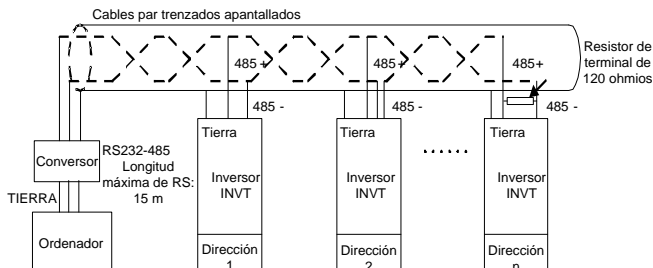 Cables par trenzados apantallados
485+
485+
485+
Resistor de
terminal de
120 ohmios
485 -
485 -
485 -
Tierra
Tierra
Tierra
......
Conversor
RS232-485
Longitud
máxima de RS:
15 m
TIERRA
Inversor
INVT
Inversor
INVT
Inversor
INVT
Ordenador
Dirección
1
Dirección
2
Dirección
n